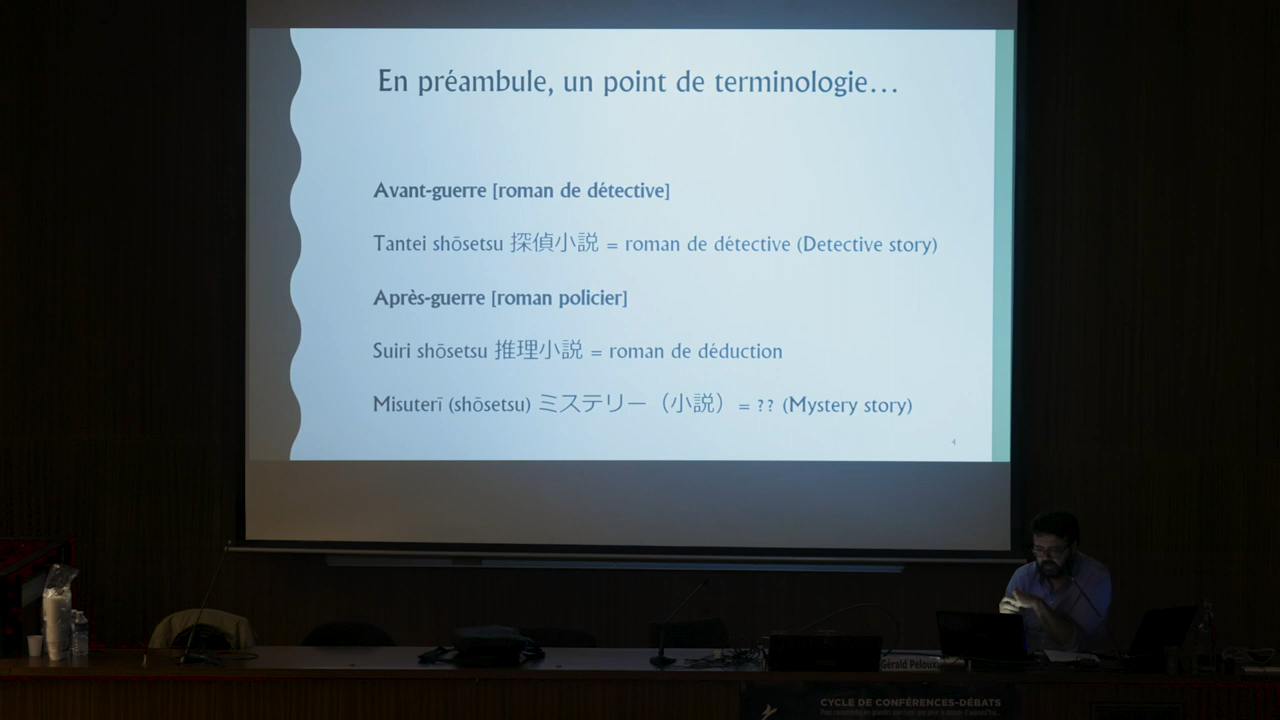 En préambule, un point de terminologie…
Avant-guerre [roman de détective]
Tantei shōsetsu 探偵小説 = roman de détective (Detective story)
Après-guerre [roman policier]
Suiri shōsetsu 推理小説 = roman de déduction
Misuterī (shōsetsu) ミステリー（小説）= ?? (Mystery story)
4
Gérald Peloux
CYCLE DE CONFÉRENCES-DÉBATS